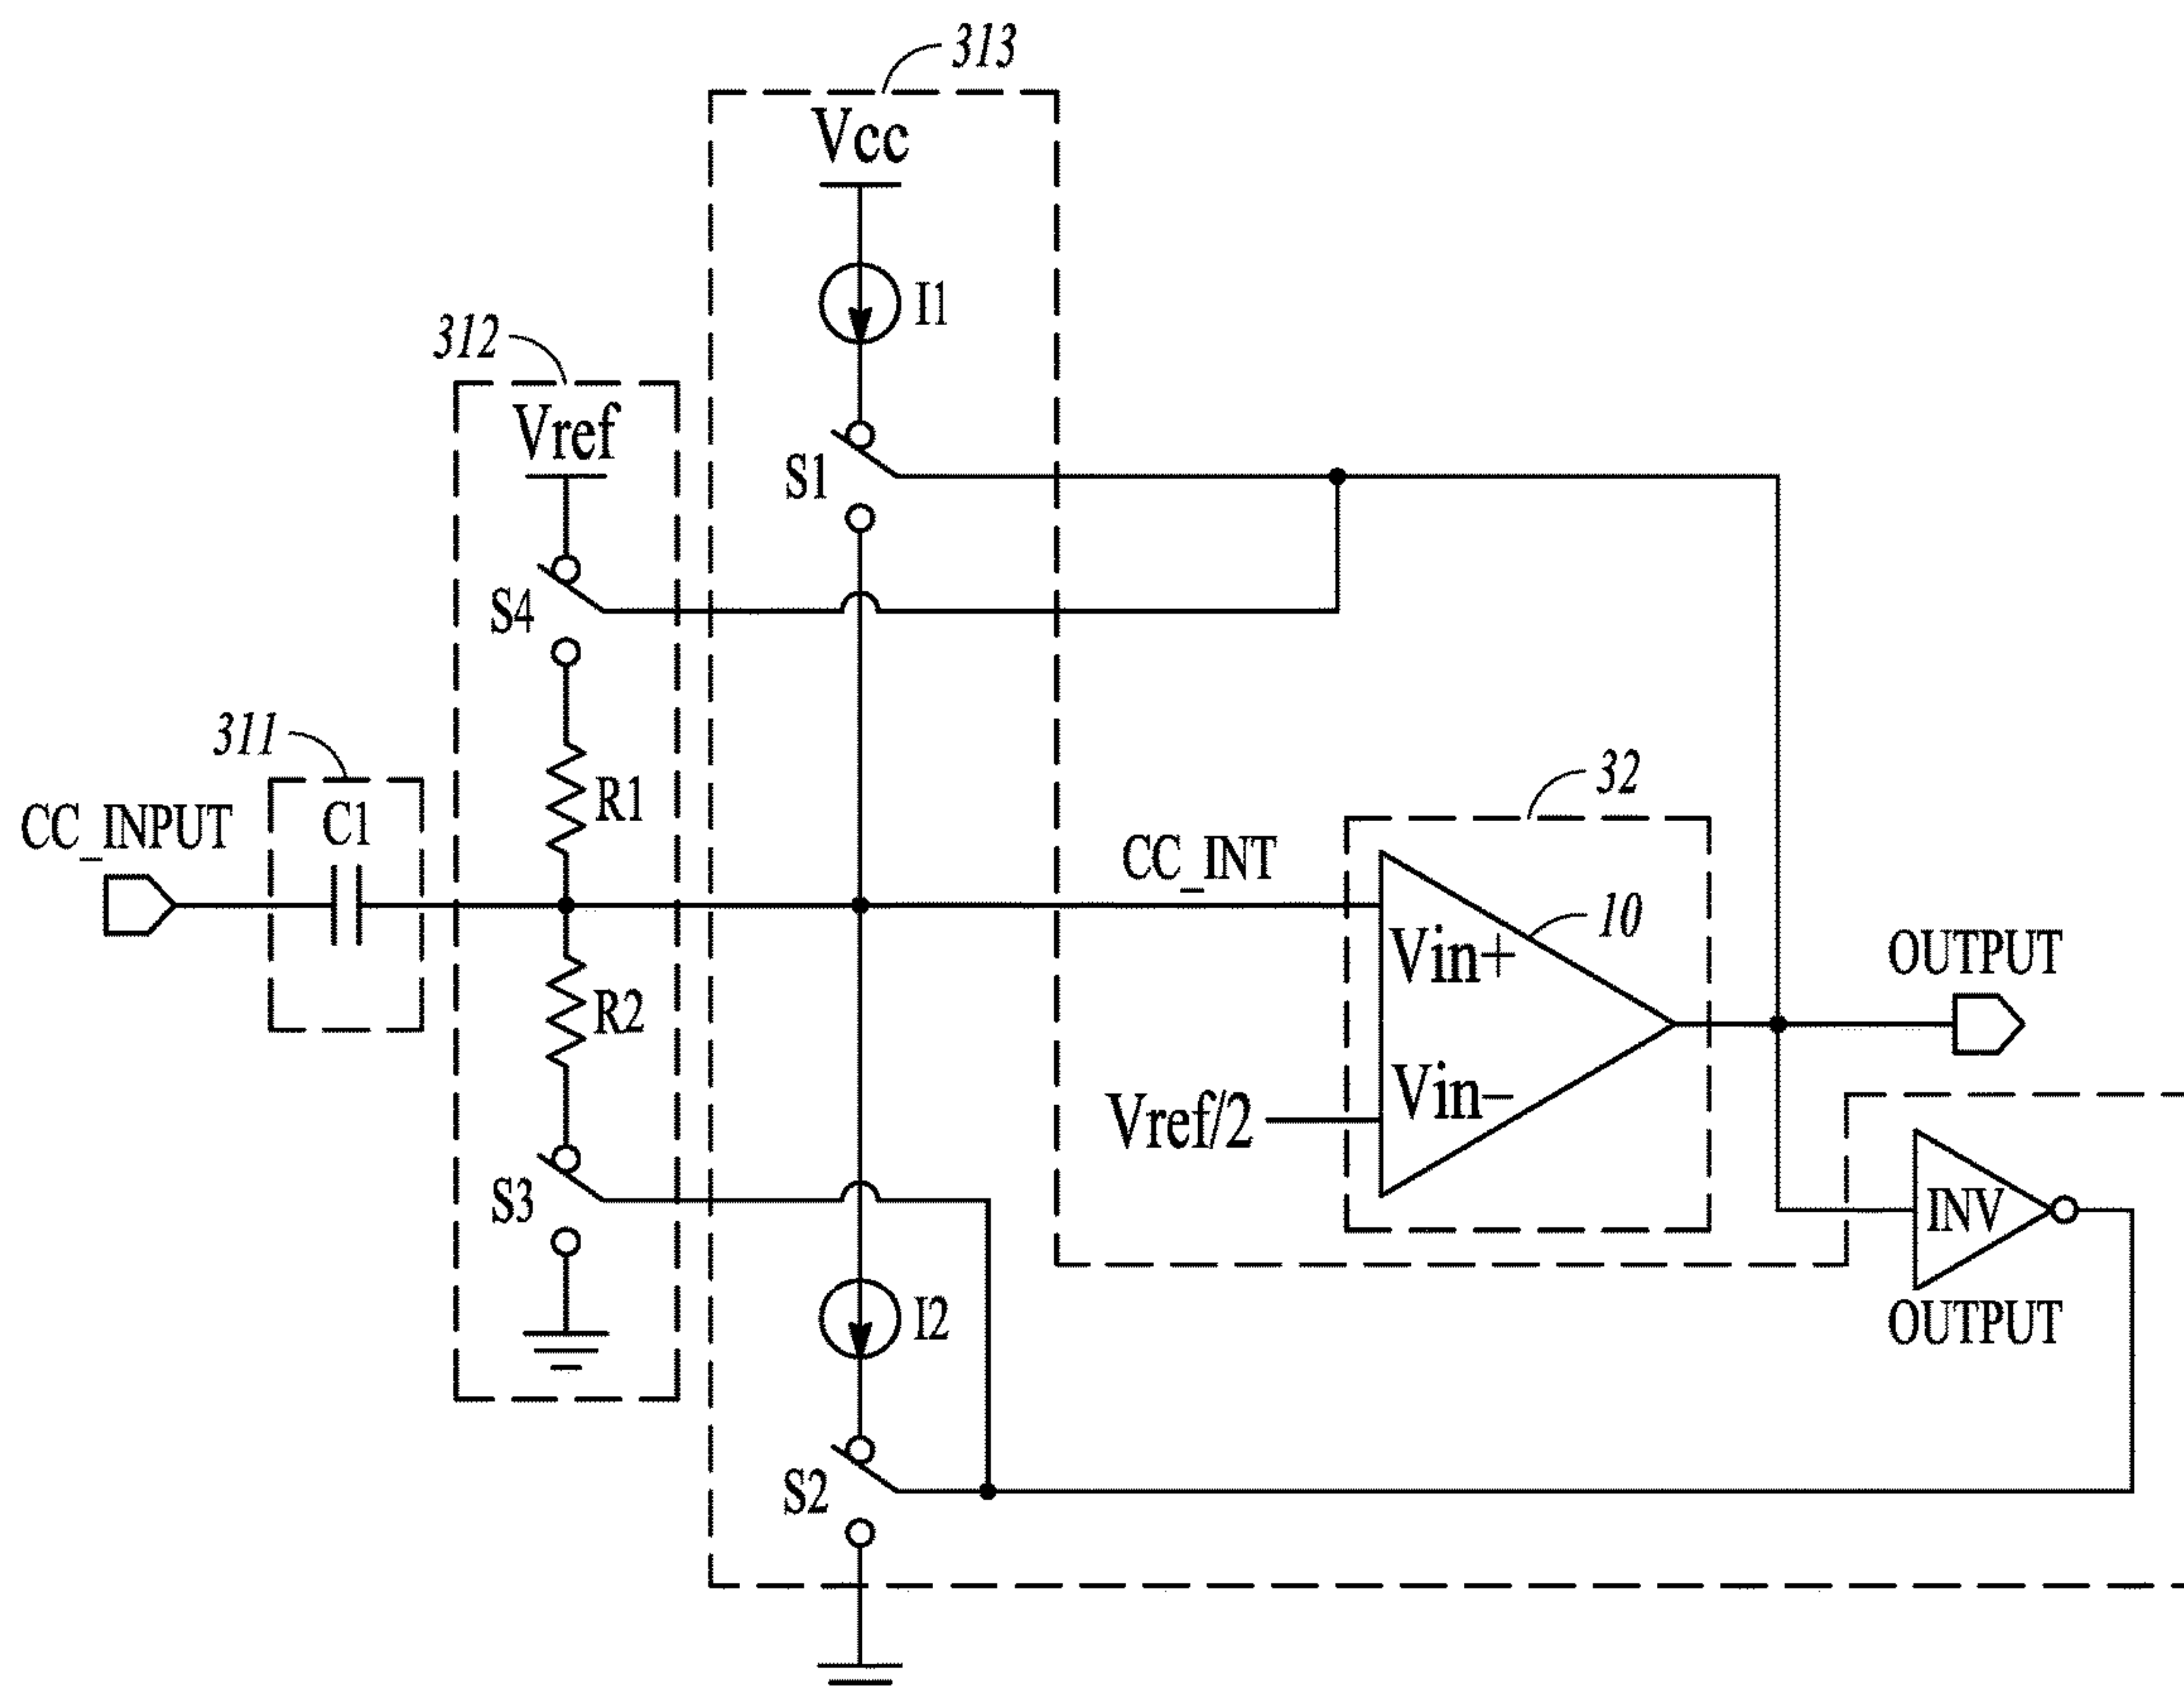 313
Vcc
I1
312
Vref
S1
S4
311
C1
R1
CC_INPUT
32
CC_INT
10
Vin+
OUTPUT
R2
Vin–
Vref/2
S3
INV
I2
OUTPUT
S2